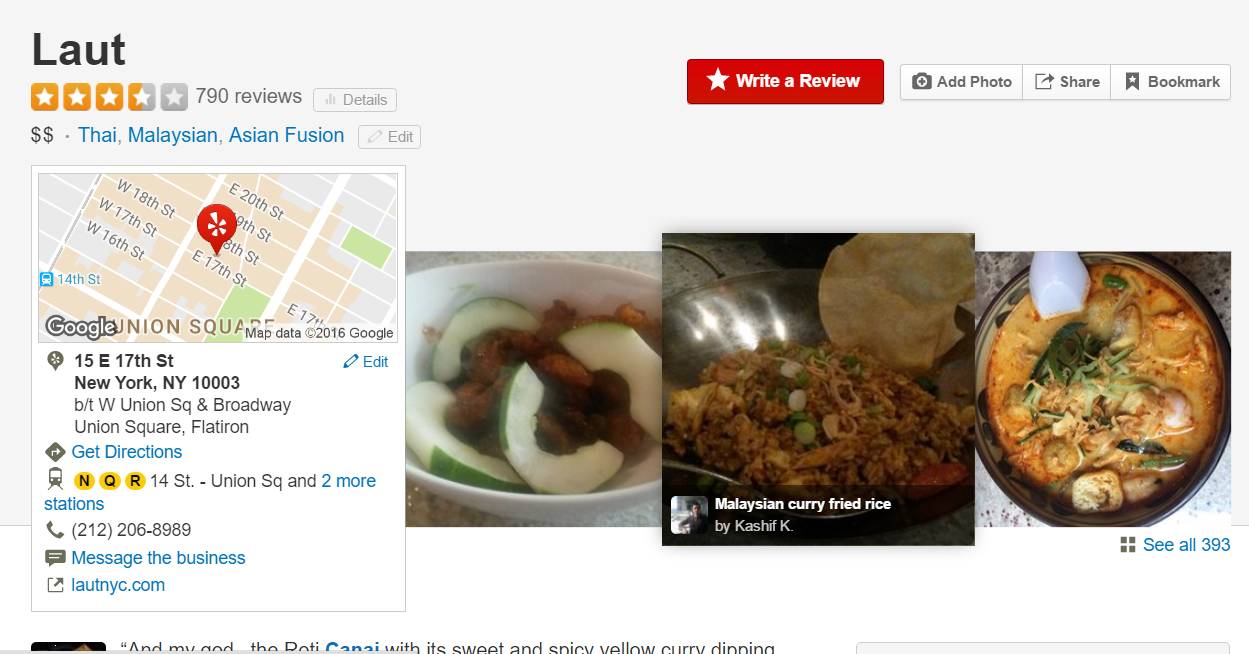 Laut
790 reviews
Details
$$ · Thai, Malaysian, Asian Fusion
Edit
Write a Review
Add Photo
Share
Bookmark
W 18th St
W 17th St
W 16th St
E 20th St
9th St
8th St
E 17th St
E 17th
14th St
UNION SQUARE
Google
Map data ©2016 Google
15 E 17th St
Edit
New York, NY 10003
b/t W Union Sq & Broadway
Union Square, Flatiron
Get Directions
N Q R 14 St. - Union Sq and 2 more
stations
(212) 206-8989
Message the business
lautnyc.com
Malaysian curry fried rice
by Kashif K.
See all 393
“And my god.. the Roti Canai with its sweet and spicy yellow curry dipping